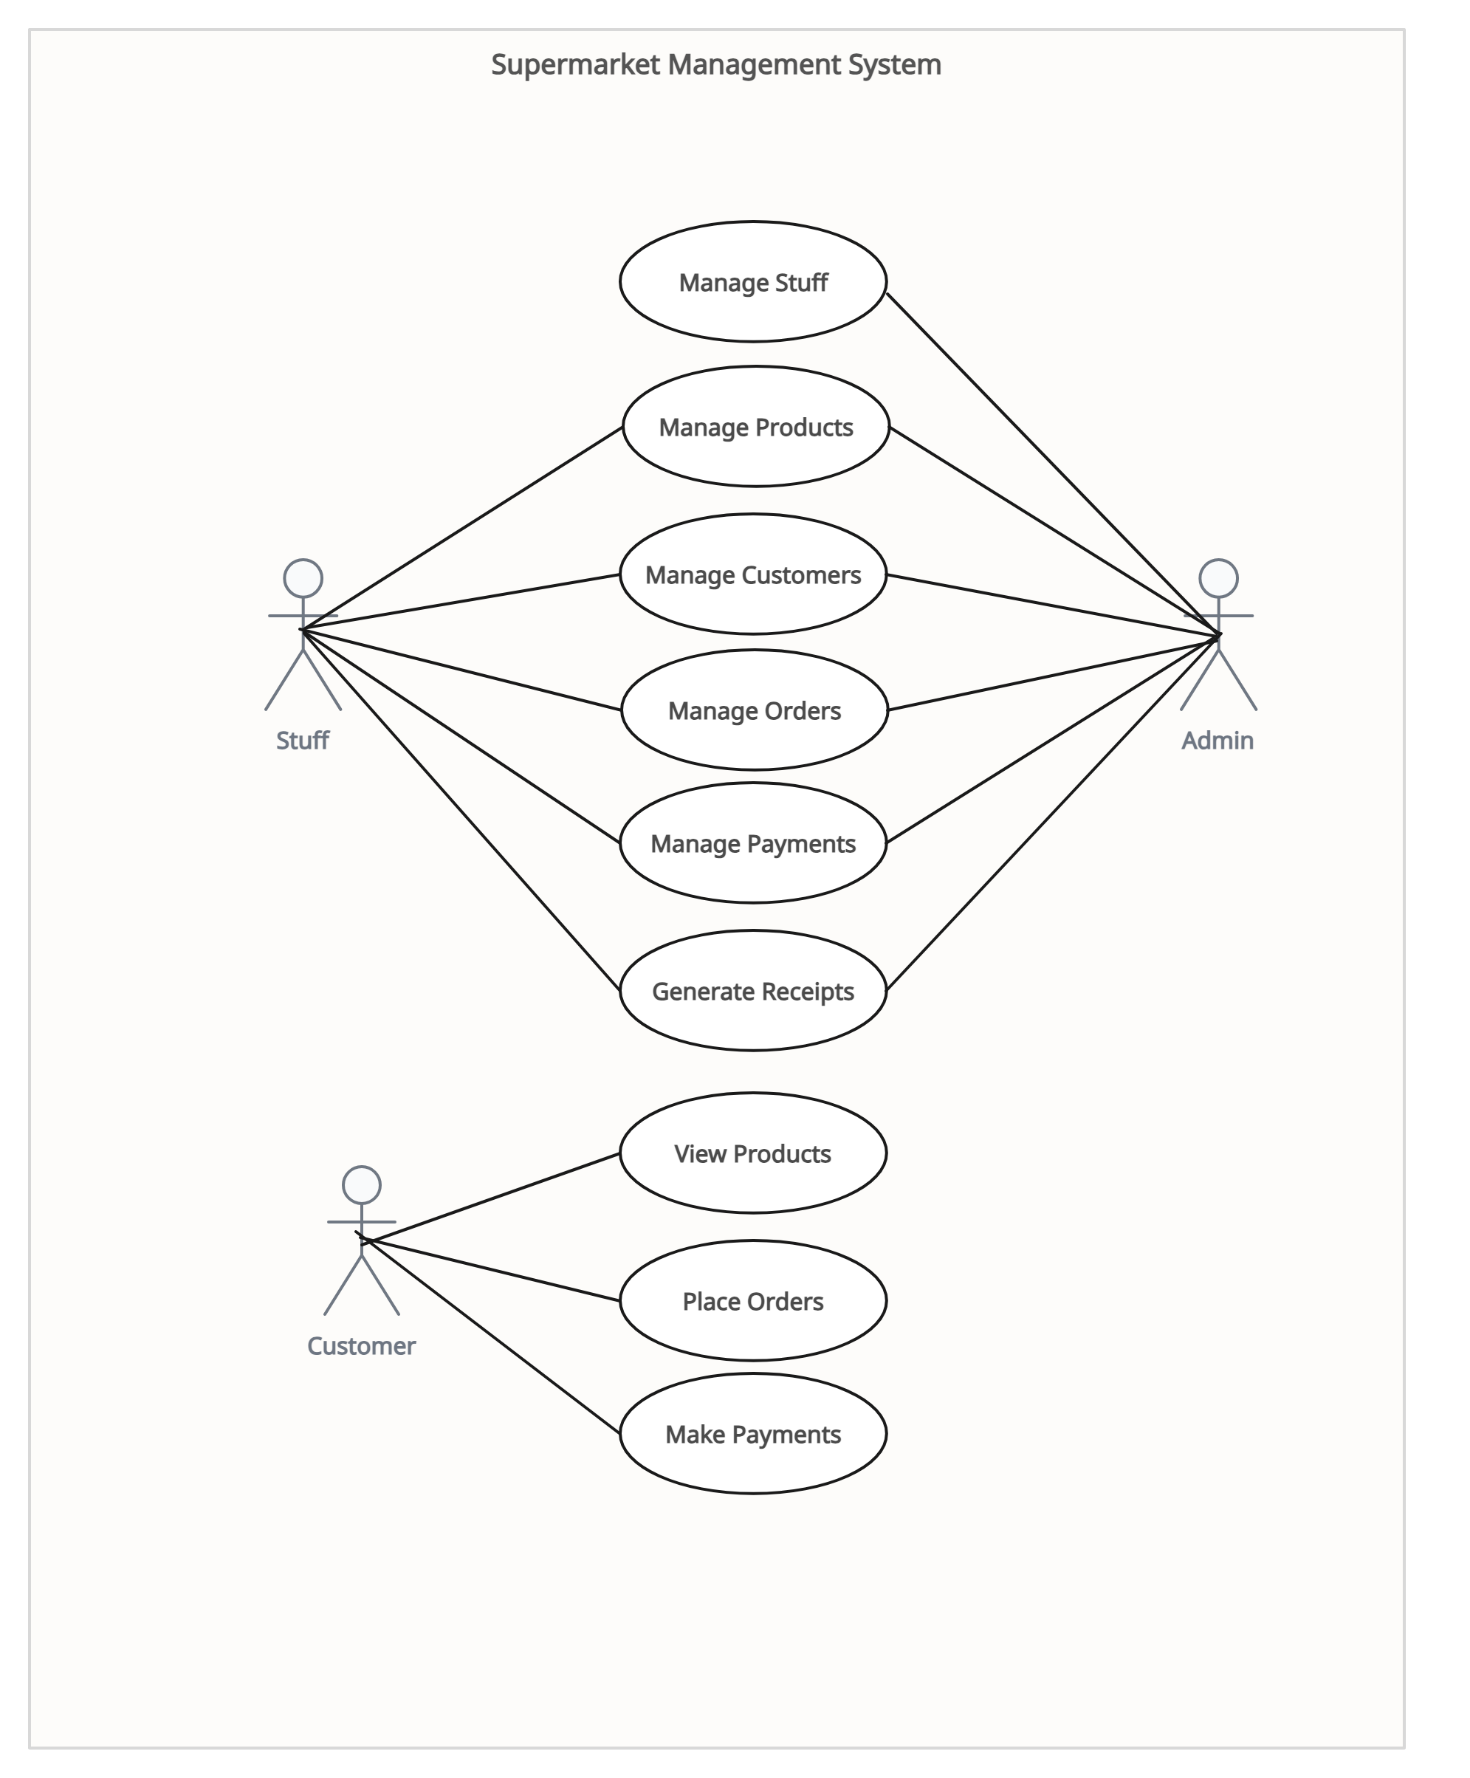 Supermarket Management System
Manage Stuff
Manage Products
Manage Customers
Manage Orders
Stuff
Admin
Manage Payments
Generate Receipts
View Products
Place Orders
Customer
Make Payments